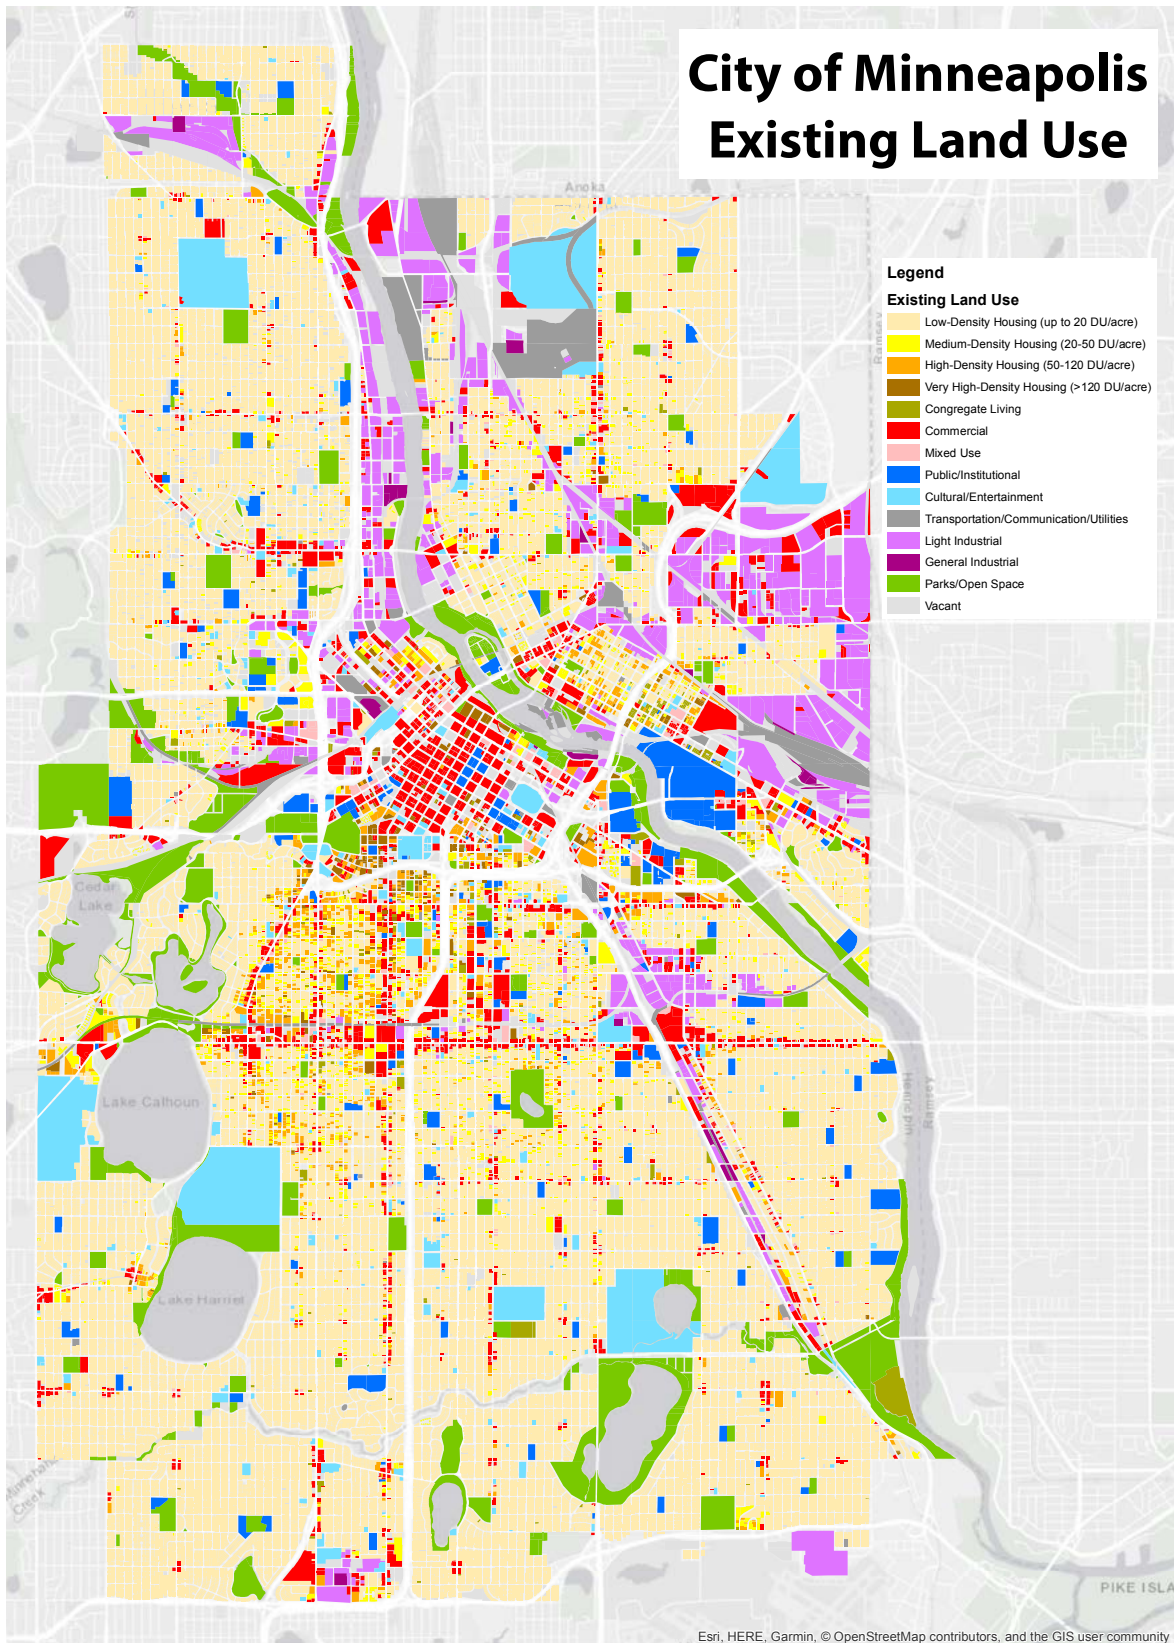 City of Minneapolis
Existing Land Use
Anoka
Ramsey
Legend
Existing Land Use
Low-Density Housing (up to 20 DU/acre)
Medium-Density Housing (20-50 DU/acre)
High-Density Housing (50-120 DU/acre)
Very High-Density Housing (>120 DU/acre)
Congregate Living
Commercial
Mixed Use
Public/Institutional
Cultural/Entertainment
Transportation/Communication/Utilities
Light Industrial
General Industrial
Parks/Open Space
Vacant
Cedar
Lake
Lake Calhoun
Hennepin
Ramsey
Lake Harriet
Creek
PIKE ISLA
Esri, HERE, Garmin, © OpenStreetMap contributors, and the GIS user community